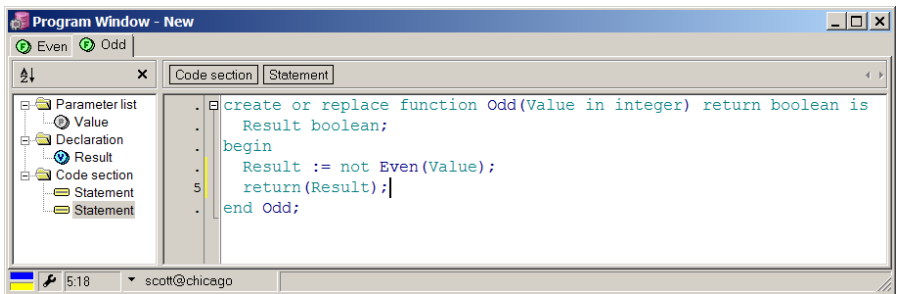 Program Window - New
Even Odd
Code section Statement
Parameter list
Value
Declaration
Result
Code section
Statement
Statement
create or replace function Odd(Value in integer) return boolean is
Result boolean;
begin
Result := not Even(Value);
5 return(Result);
end Odd;
5:18 scott@chicago